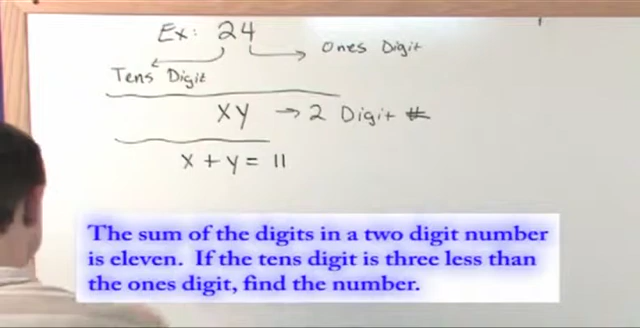 Ex: 24
Ones Digit
Tens Digit
xy → 2 Digit #
x + y = 11
The sum of the digits in a two digit number
is eleven. If the tens digit is three less than
the ones digit, find the number.